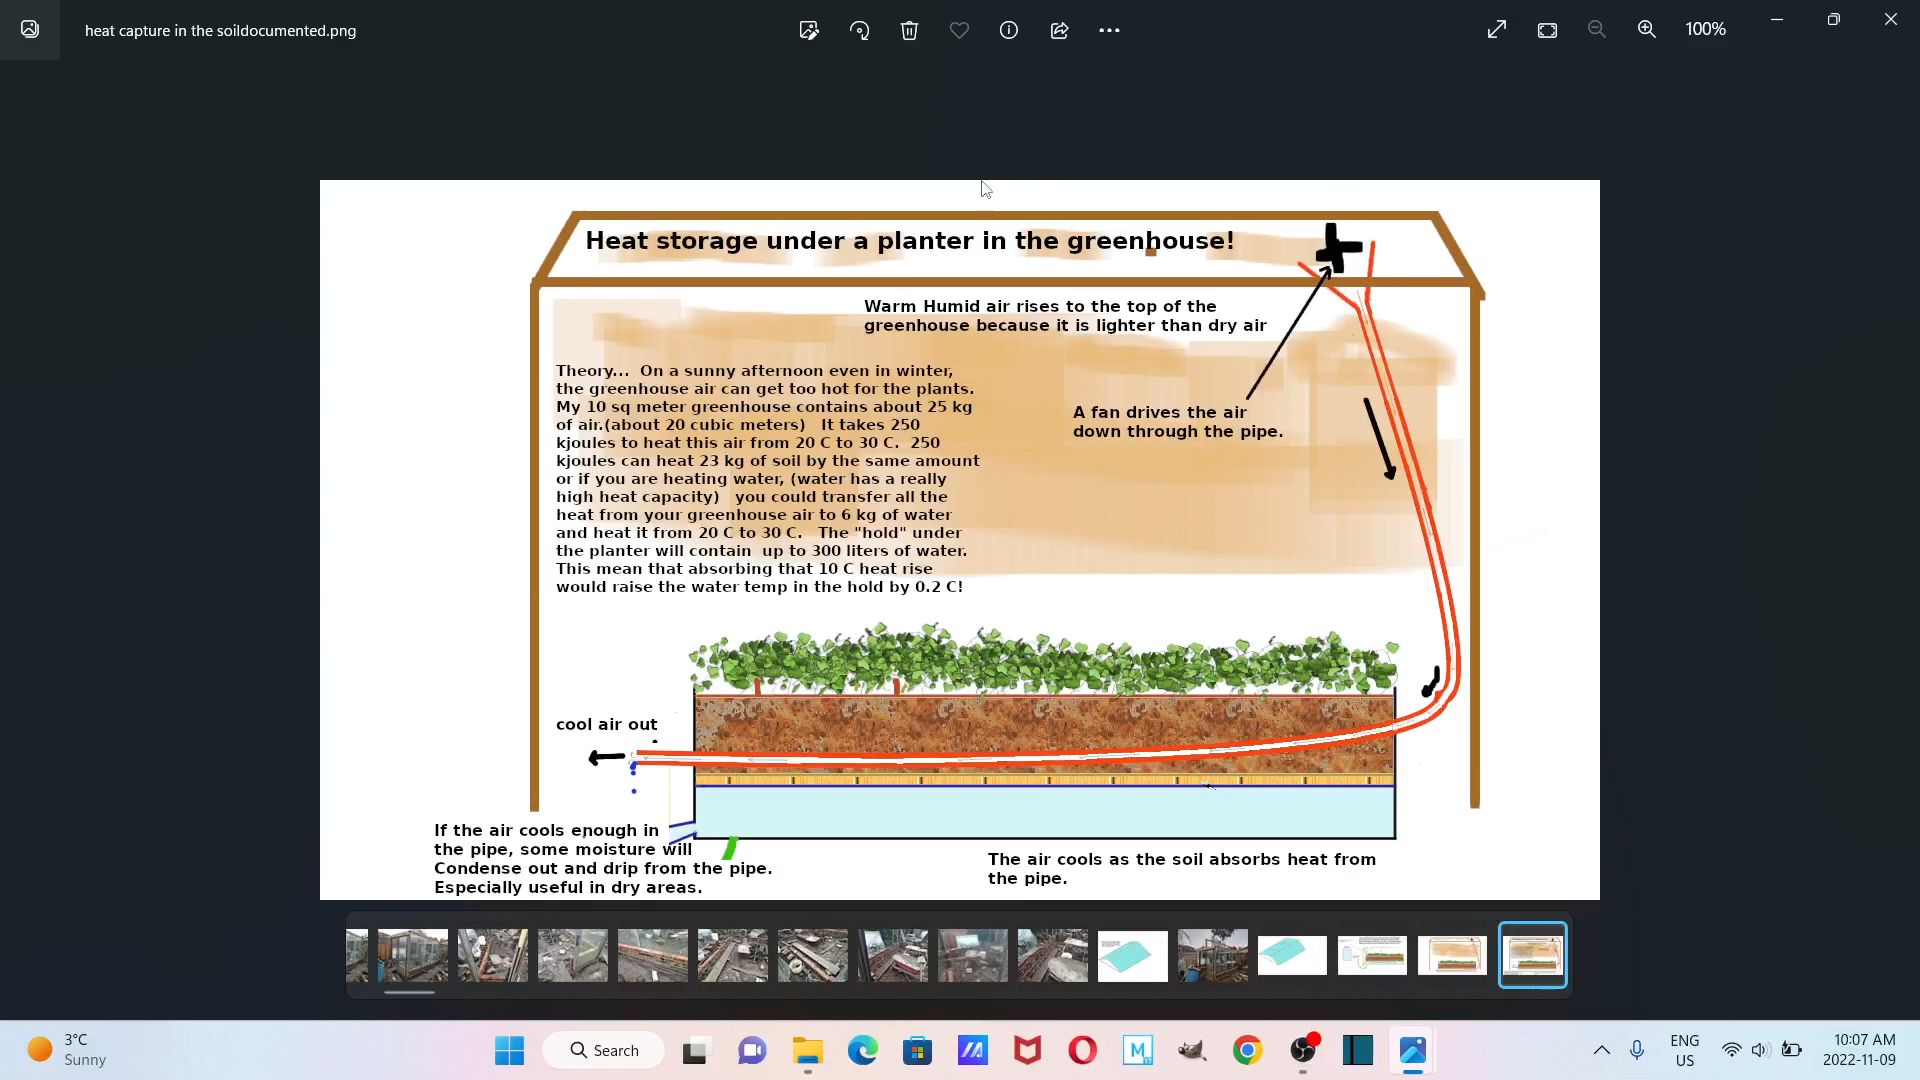 heat capture in the soildocumented.png
100%
Heat storage under a planter in the greenhouse!
Warm Humid air rises to the top of the
greenhouse because it is lighter than dry air
Theory...  On a sunny afternoon even in winter,
the greenhouse air can get too hot for the plants.
My 10 sq meter greenhouse contains about 25 kg
of air.(about 20 cubic meters)   It takes 250
kjoules to heat this air from 20 C to 30 C.  250
kjoules can heat 23 kg of soil by the same amount
or if you are heating water, (water has a really
high heat capacity)   you could transfer all the
heat from your greenhouse air to 6 kg of water
and heat it from 20 C to 30 C.   The "hold" under
the planter will contain  up to 300 liters of water.
This mean that absorbing that 10 C heat rise
would raise the water temp in the hold by 0.2 C!
A fan drives the air
down through the pipe.
cool air out
If the air cools enough in
the pipe, some moisture will
Condense out and drip from the pipe.
Especially useful in dry areas.
The air cools as the soil absorbs heat from
the pipe.
3°C
Sunny
Search
ENG
US
10:07 AM
2022-11-09